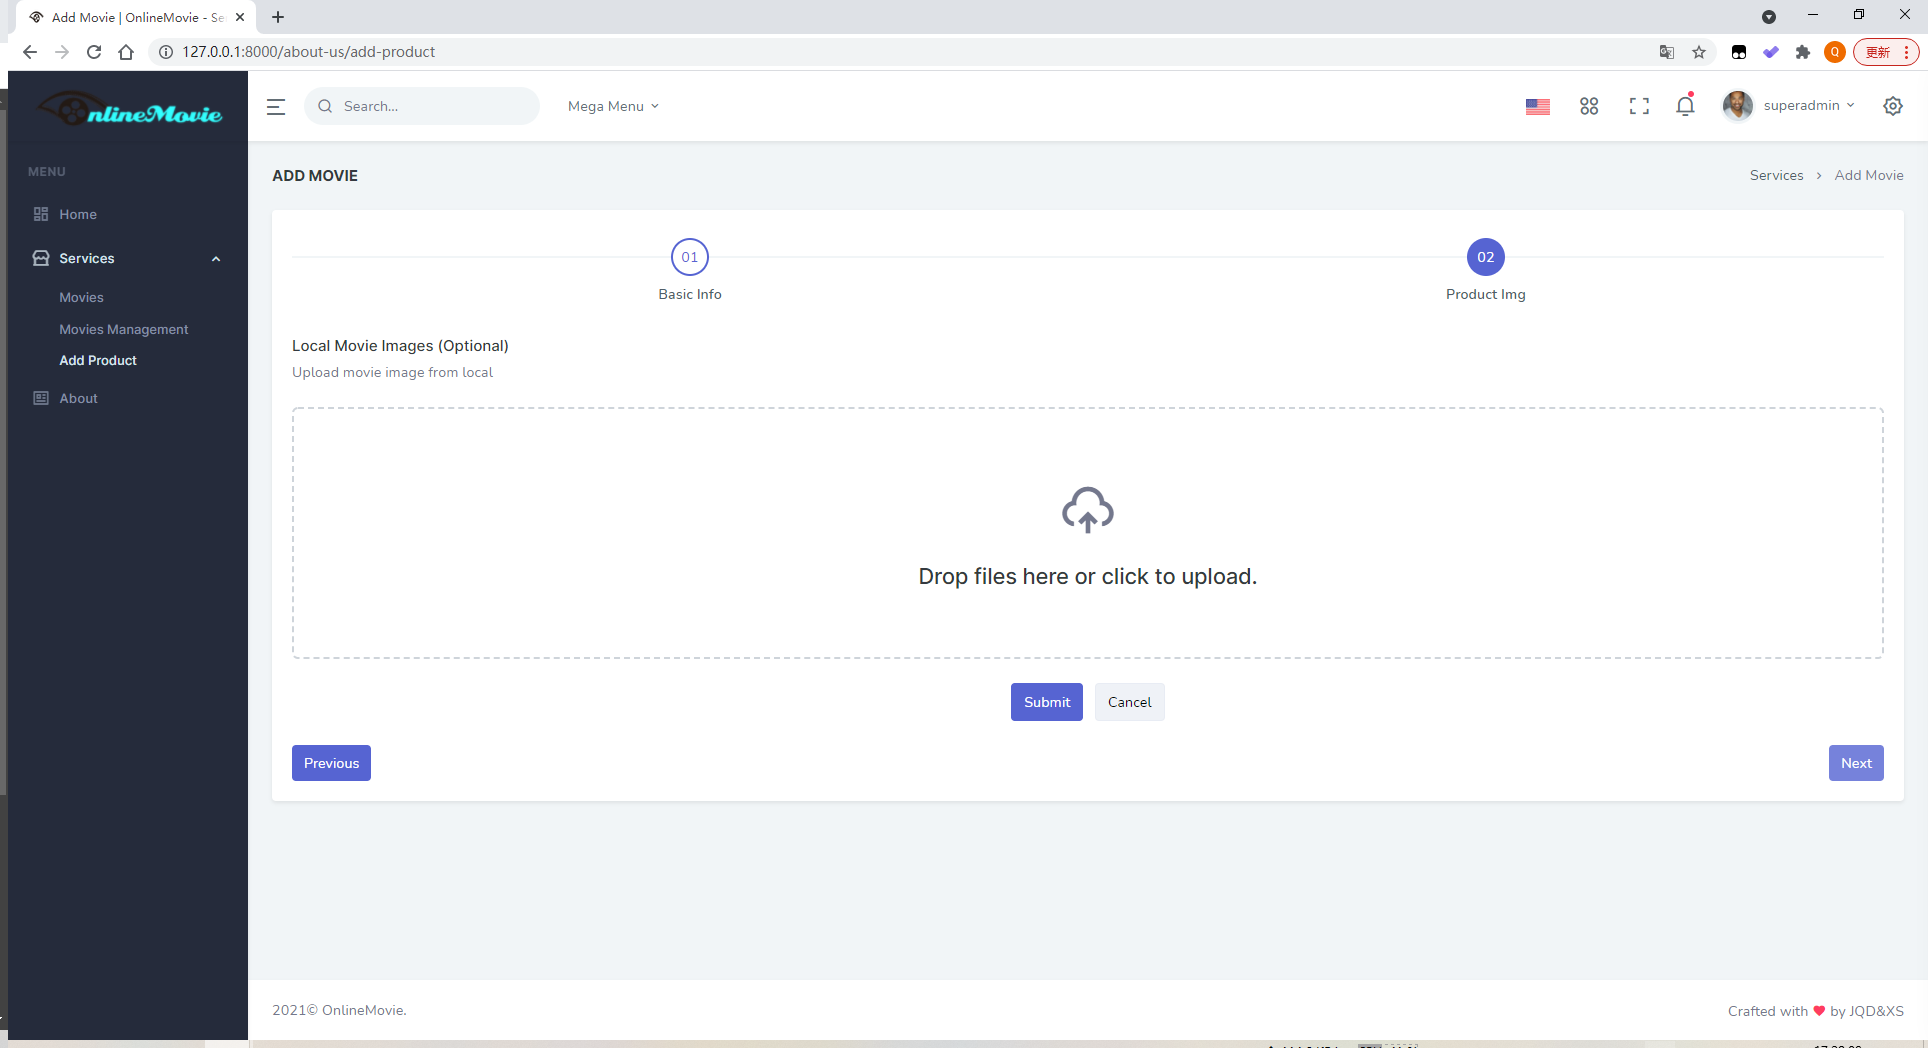 Add Movie | OnlineMovie - Se
127.0.0.1:8000/about-us/add-product
Q
更新
nlineMovie
Search...
Mega Menu
superadmin
MENU
Home
Services
Movies
Movies Management
Add Product
About
ADD MOVIE
Services > Add Movie
01
Basic Info
02
Product Img
Local Movie Images (Optional)
Upload movie image from local
Drop files here or click to upload.
Submit
Cancel
Previous
Next
2021© OnlineMovie.
Crafted with ❤ by JQD&XS